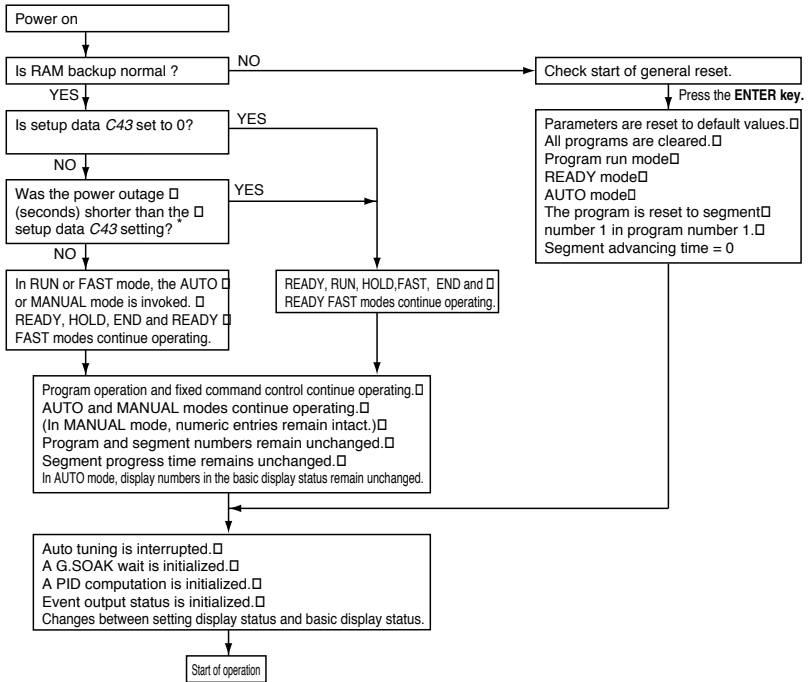 Power on
Is RAM backup normal ?
NO
Check start of general reset.
YES
Press the ENTER key.
Is setup data C43 set to 0?
YES
NO
Parameters are reset to default values.□
All programs are cleared.□
Program run mode□
READY mode□
AUTO mode□
The program is reset to segment□
number 1 in program number 1.□
Segment advancing time = 0
Was the power outage □
(seconds) shorter than the □
setup data C43 setting? *
YES
NO
In RUN or FAST mode, the AUTO □
or MANUAL mode is invoked. □
READY, HOLD, END and READY □
FAST modes continue operating.
READY, RUN, HOLD,FAST, END and □
READY FAST modes continue operating.
Program operation and fixed command control continue operating.□
AUTO and MANUAL modes continue operating.□
(In MANUAL mode, numeric entries remain intact.)□
Program and segment numbers remain unchanged.□
Segment progress time remains unchanged.□
In AUTO mode, display numbers in the basic display status remain unchanged.
Auto tuning is interrupted.□
A G.SOAK wait is initialized.□
A PID computation is initialized.□
Event output status is initialized.□
Changes between setting display status and basic display status.
Start of operation